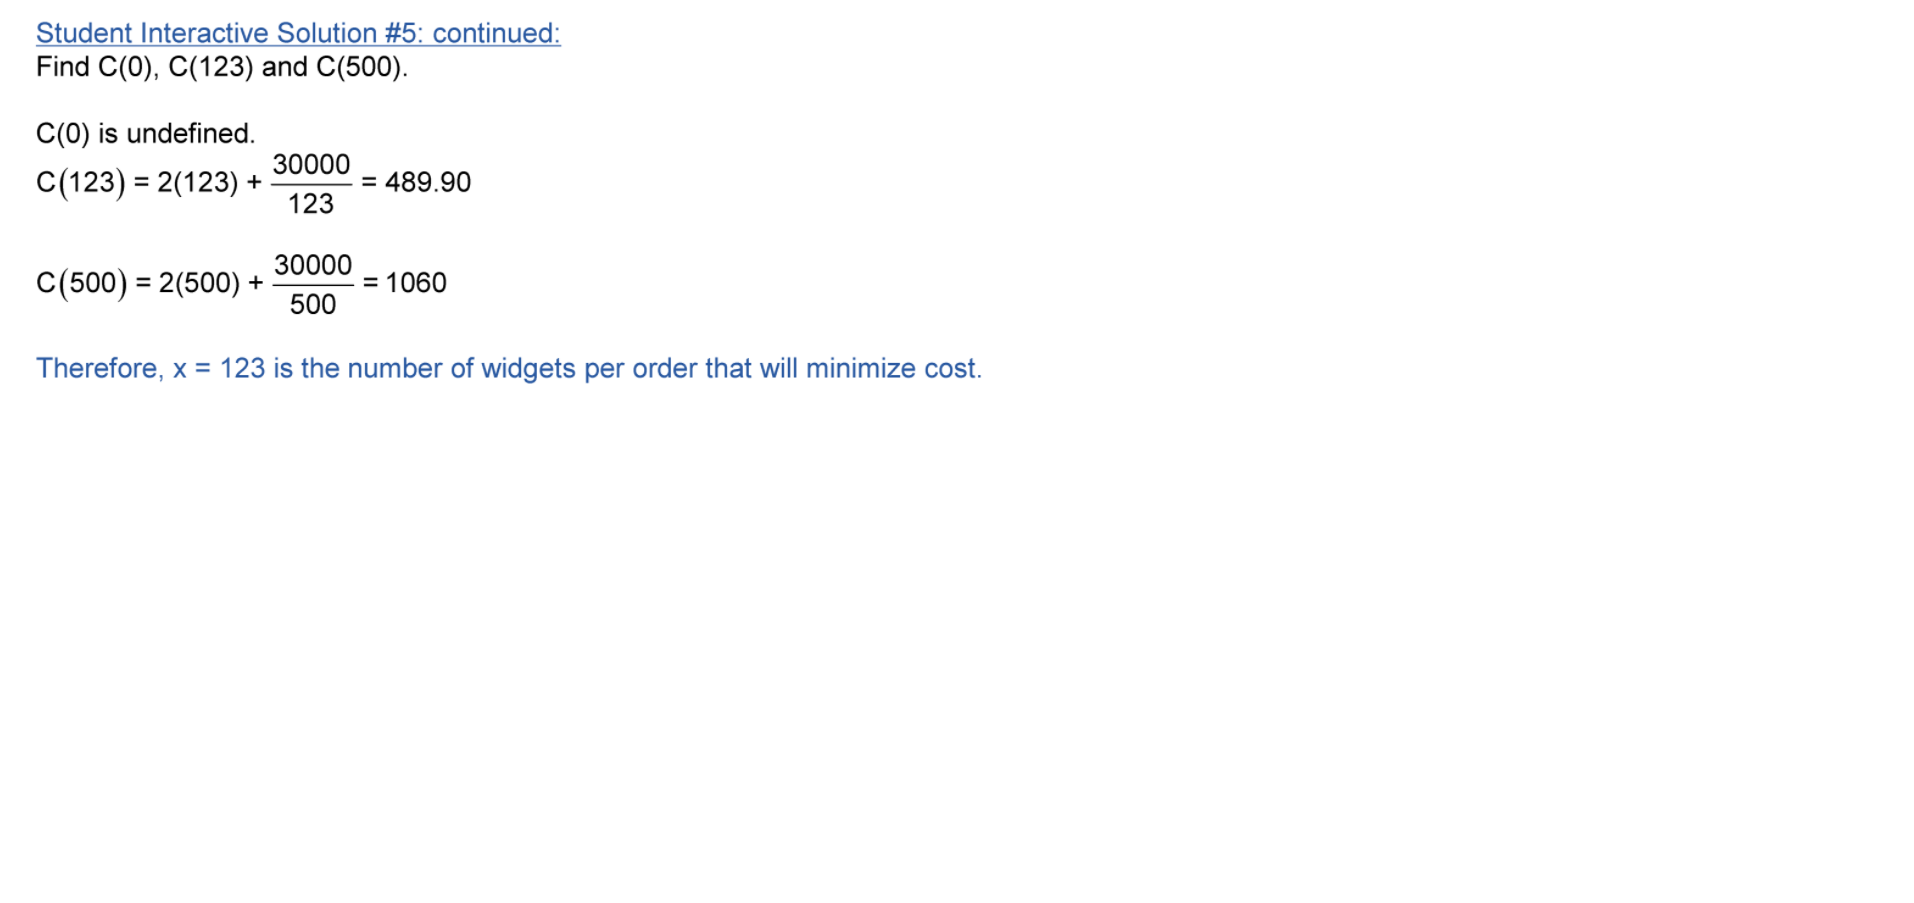 Student Interactive Solution #5: continued:
Find C(0), C(123) and C(500).
C(0) is undefined.
C(123) = 2(123) + 30000/123 = 489.90
C(500) = 2(500) + 30000/500 = 1060
Therefore, x = 123 is the number of widgets per order that will minimize cost.